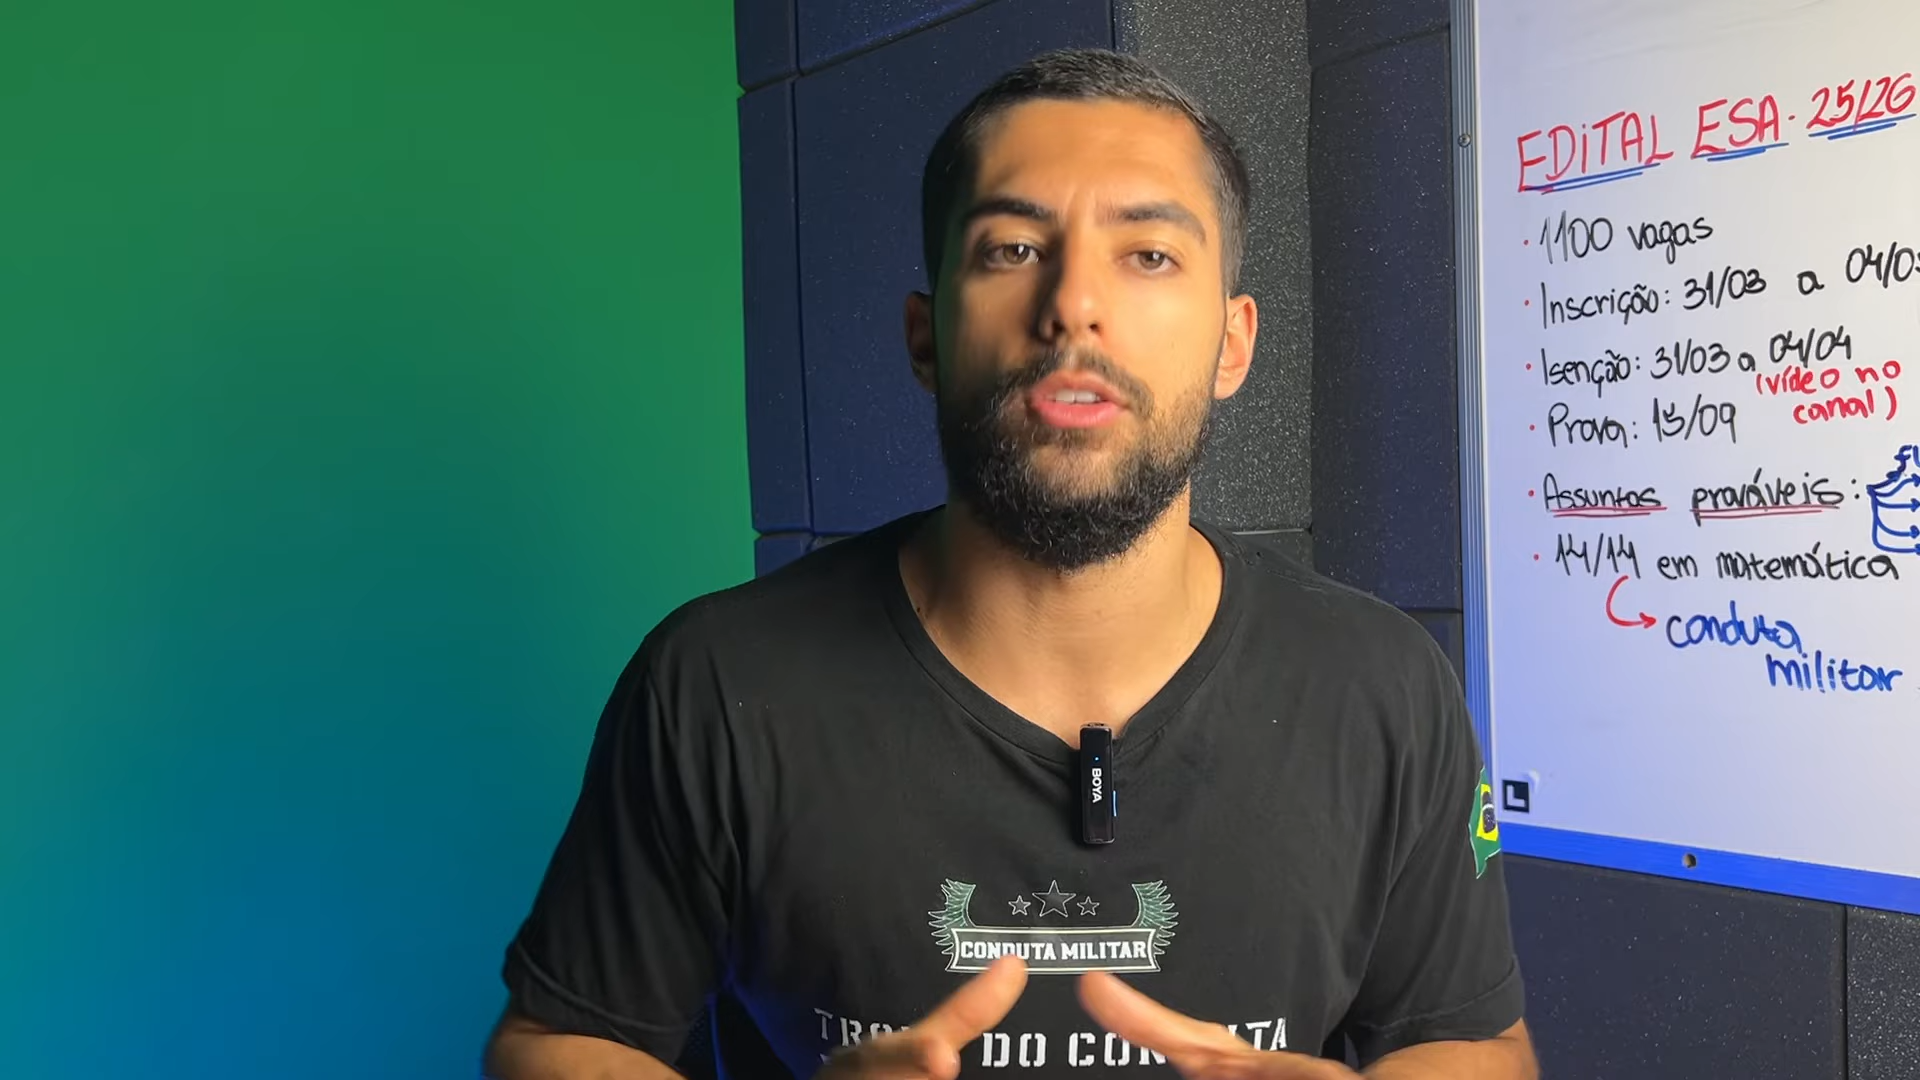 EDITAL ESA. 25/26
· 1100 vagas
· Inscrição: 31/03 a 04/0
· Isenção: 31/03 a 04/04
(vídeo no
canal)
· Prova: 15/09
· Assuntos prováveis:
· 14/14 em matemática
conduta
militar
BOYA
CONDUTA MILITAR
DO